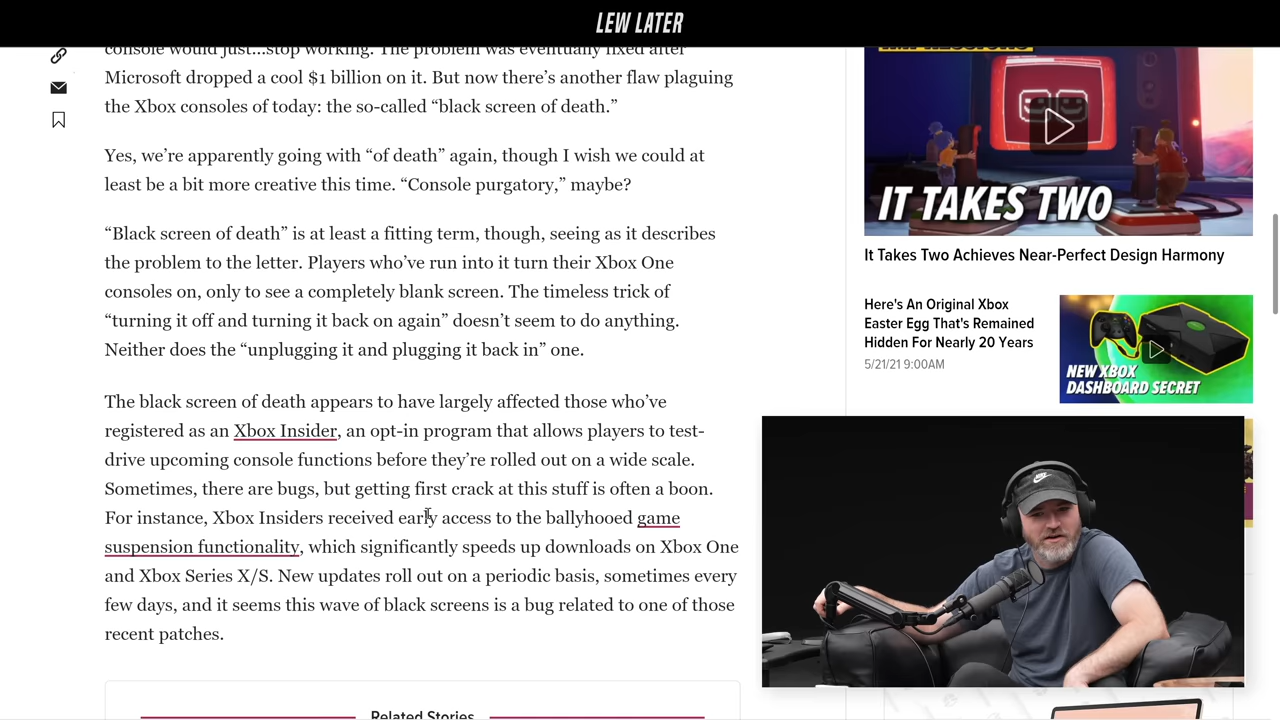 LEW LATER
console would just...stop working. The problem was eventually fixed after
Microsoft dropped a cool $1 billion on it. But now there’s another flaw plaguing
the Xbox consoles of today: the so-called “black screen of death.”
Yes, we’re apparently going with “of death” again, though I wish we could at
least be a bit more creative this time. “Console purgatory,” maybe?
“Black screen of death” is at least a fitting term, though, seeing as it describes
the problem to the letter. Players who’ve run into it turn their Xbox One
consoles on, only to see a completely blank screen. The timeless trick of
“turning it off and turning it back on again” doesn’t seem to do anything.
Neither does the “unplugging it and plugging it back in” one.
The black screen of death appears to have largely affected those who’ve
registered as an Xbox Insider, an opt-in program that allows players to test-
drive upcoming console functions before they’re rolled out on a wide scale.
Sometimes, there are bugs, but getting first crack at this stuff is often a boon.
For instance, Xbox Insiders received early access to the ballyhooed game
suspension functionality, which significantly speeds up downloads on Xbox One
and Xbox Series X/S. New updates roll out on a periodic basis, sometimes every
few days, and it seems this wave of black screens is a bug related to one of those
recent patches.
Related Stories
IT TAKES TWO
It Takes Two Achieves Near-Perfect Design Harmony
Here's An Original Xbox
Easter Egg That's Remained
Hidden For Nearly 20 Years
5/21/21 9:00AM
NEW XBOX
DASHBOARD SECRET